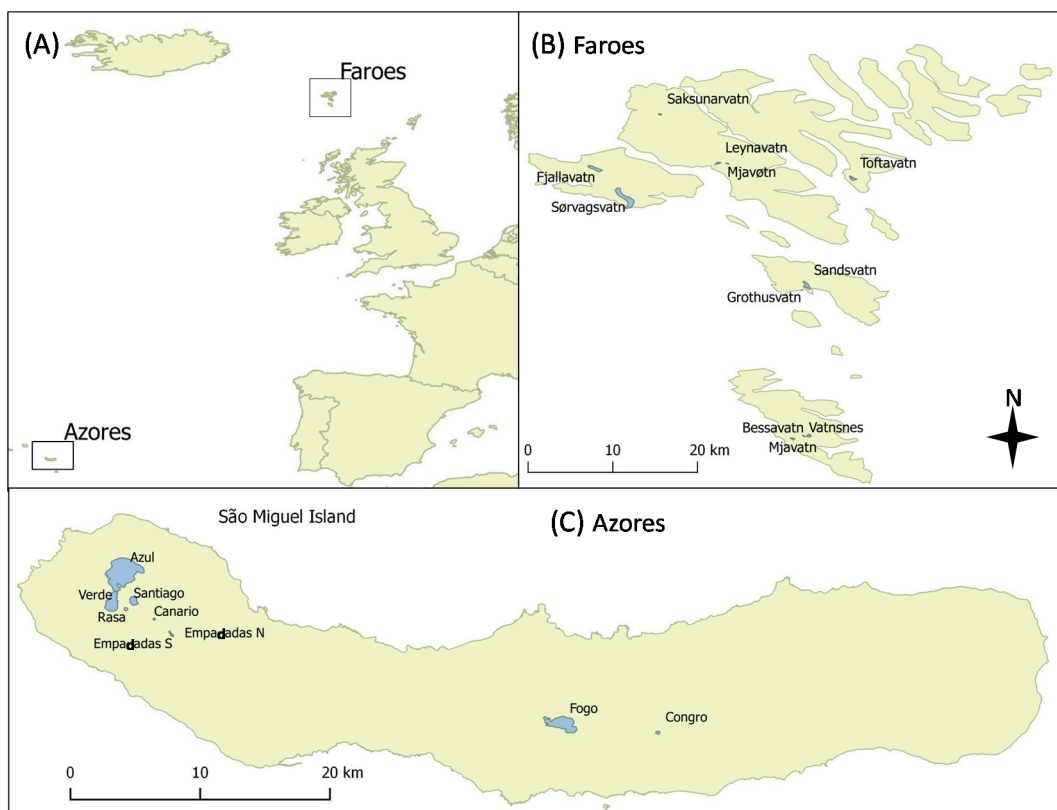 (A)
Faroes
Azores
(B) Faroes
Saksunarvatn
Leynavatn
Mjavøtn
Toftavatn
Fjallavatn
Sørvagsvatn
Sandsvatn
Grothusvatn
Bessavatn Vatnsnes
Mjavatn
N
0 10 20 km
São Miguel Island
(C) Azores
Azul
Verde
Santiago
Rasa
Canario
Empadadas N
Empadadas S
Fogo
Congro
0 10 20 km